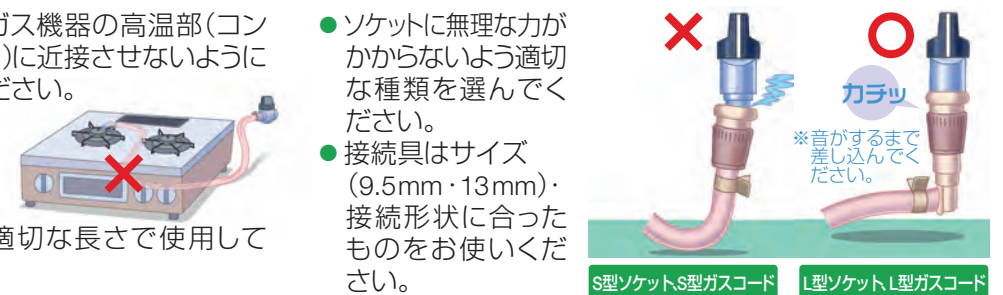 ガス機器の高温部(コン
)に近接させないように
ださい。
適切な長さで使用して
●ソケットに無理な力が
かからないよう適切
な種類を選んでく
ださい。
●接続具はサイズ
(9.5mm・13mm)・
接続形状に合った
ものをお使いくだ
さい。
カチッ
※音がするまで
差し込んでく
ださい。
S型ソケット、S型ガスコード
L型ソケット、L型ガスコード